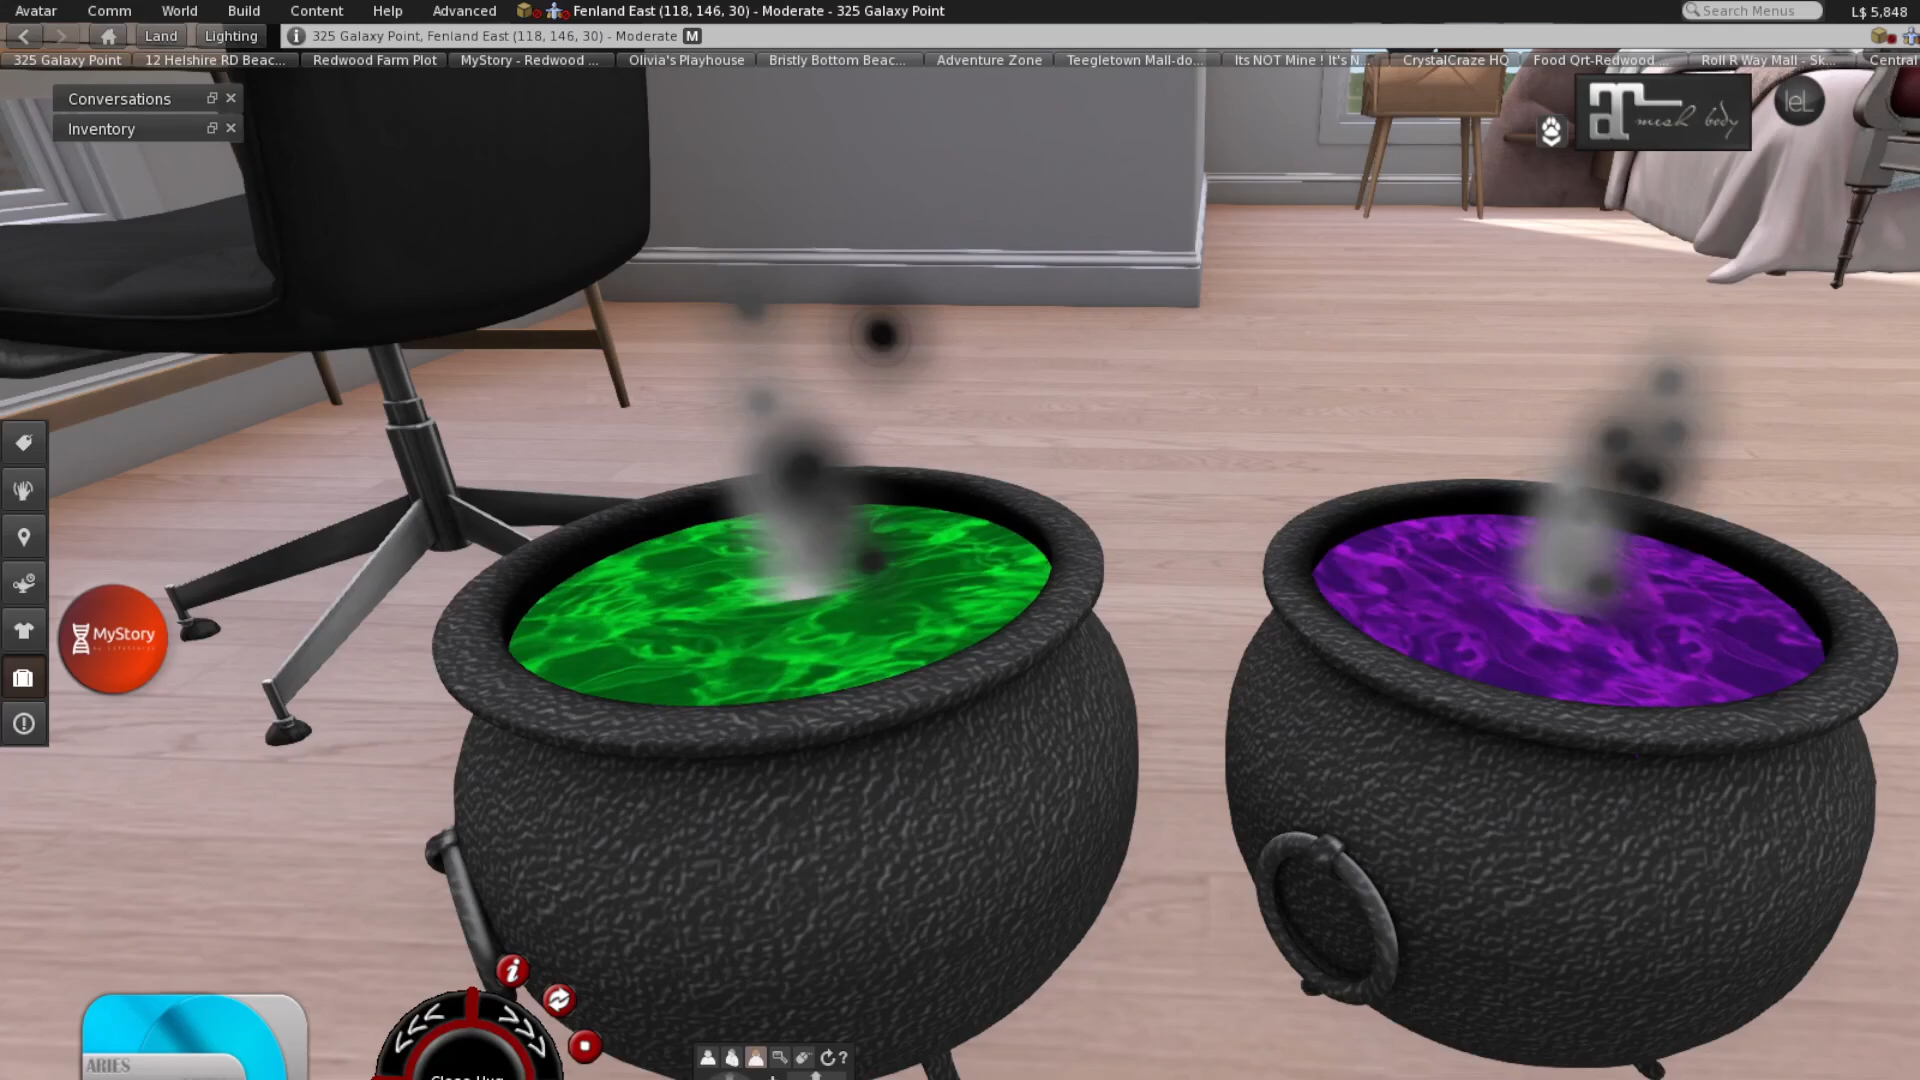 Avatar Comm World Build Content Help Advanced Fenland East (118, 146, 30) - Moderate - 325 Galaxy Point Search Menus L$ 5,848
Land Lighting 325 Galaxy Point, Fenland East (118, 146, 30) - Moderate M
325 Galaxy Point 12 Helshire RD Beac... Redwood Farm Plot MyStory - Redwood ... Olivia's Playhouse Bristly Bottom Beac... Adventure Zone Teegletown Mall-do... Its NOT Mine ! It's N... CrystalCraze HQ Food Qrt-Redwood ... Roll R Way Mall - Sk... Central
Conversations
Inventory
mesh body
leL
MyStory
ARIES